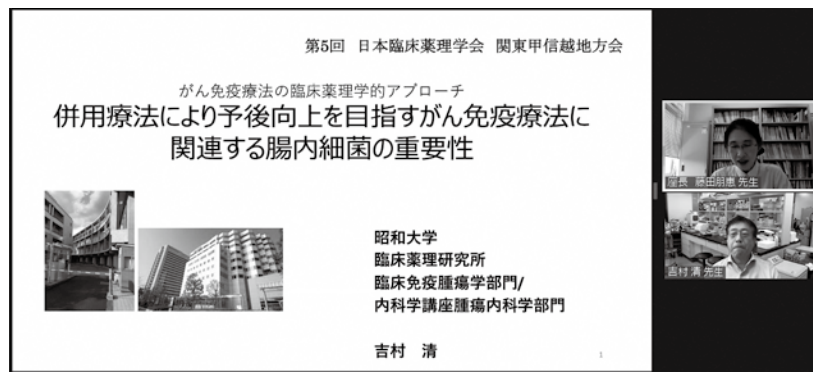 第5回 日本臨床薬理学会 関東甲信越地方会
がん免疫療法の臨床薬理学的アプローチ
併用療法により予後向上を目指すがん免疫療法に
関連する腸内細菌の重要性
昭和大学
臨床薬理研究所
臨床免疫腫瘍学部門/
内科学講座腫瘍内科学部門
吉村 清
1
座長 藤田朋恵 先生
吉村 清 先生